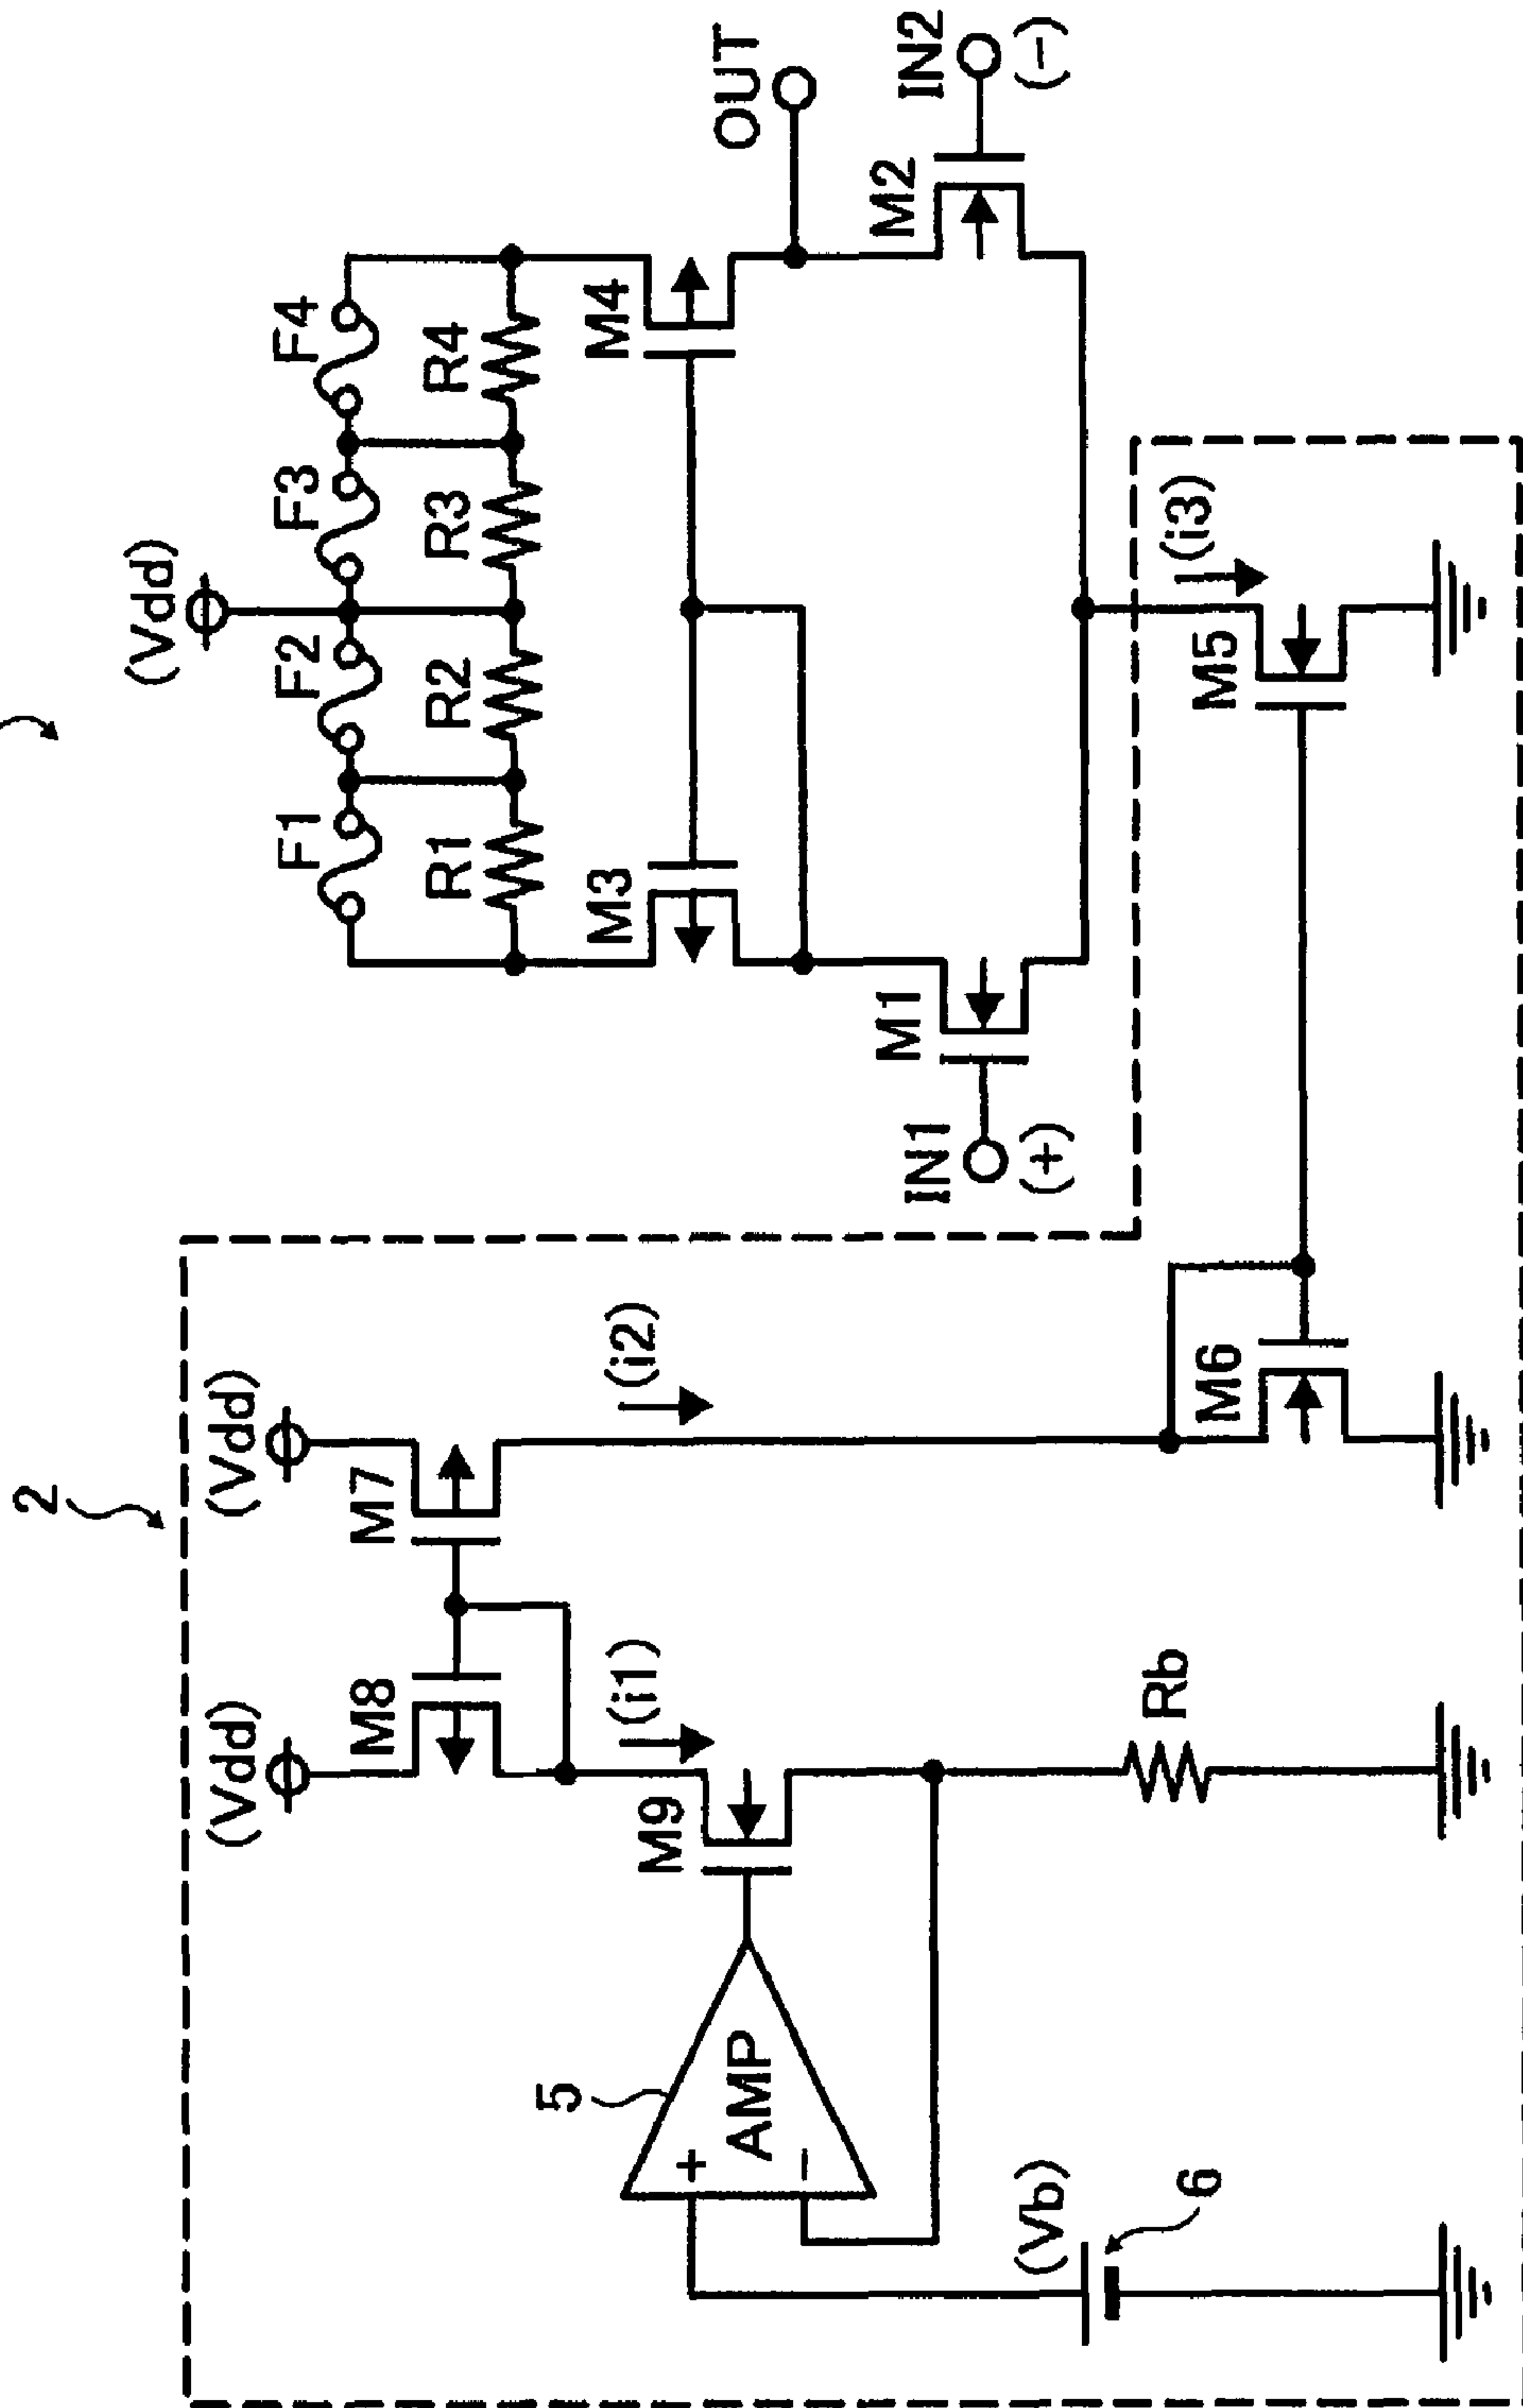 2
(Vdd)
(Vdd)
(Vdd)
F1
F2
F3
F4
R1
R2
R3
R4
M8
M7
M3
M4
OUT
5
AMP
+
−
M9
(i1)
(i2)
IN1
(+)
M1
M2
IN2
(−)
(Vb)
6
Rb
M6
M5
(i3)